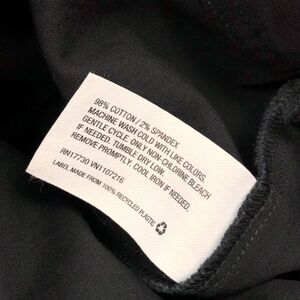 98% COTTON / 2% SPANDEX
MACHINE WASH COLD WITH LIKE COLORS.
GENTLE CYCLE. ONLY NON-CHLORINE BLEACH
IF NEEDED. TUMBLE DRY LOW.
REMOVE PROMPTLY. COOL IRON IF NEEDED.
RN17730 VNT107216
LABEL MADE FROM 100% RECYCLED PLASTIC